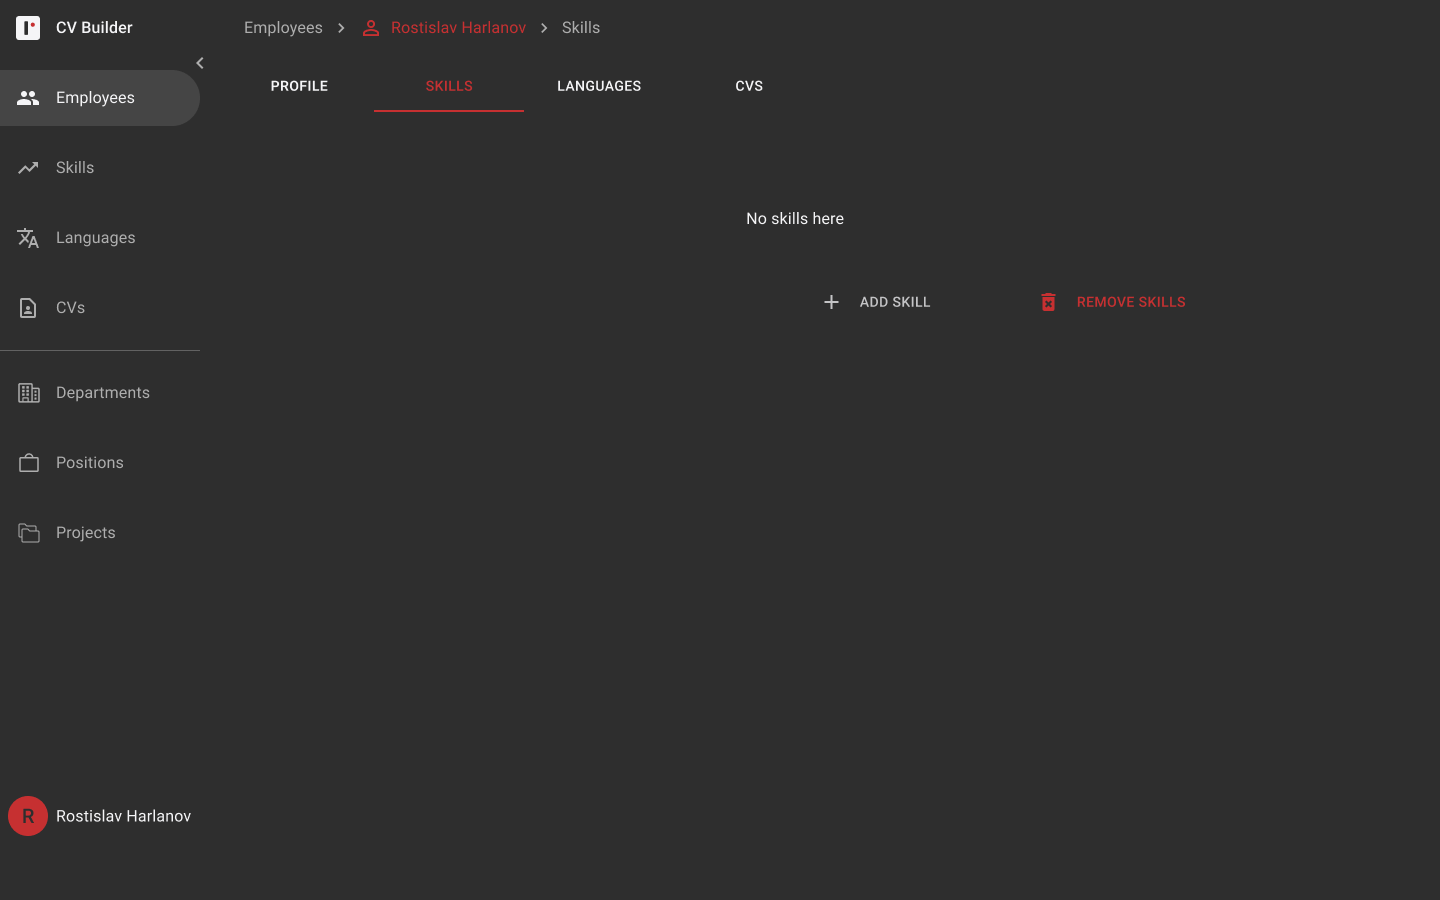 CV Builder
Employees
Skills
Languages
CVs
Departments
Positions
Projects
R Rostislav Harlanov
Employees > Rostislav Harlanov > Skills
PROFILE SKILLS LANGUAGES CVS
No skills here
ADD SKILL REMOVE SKILLS